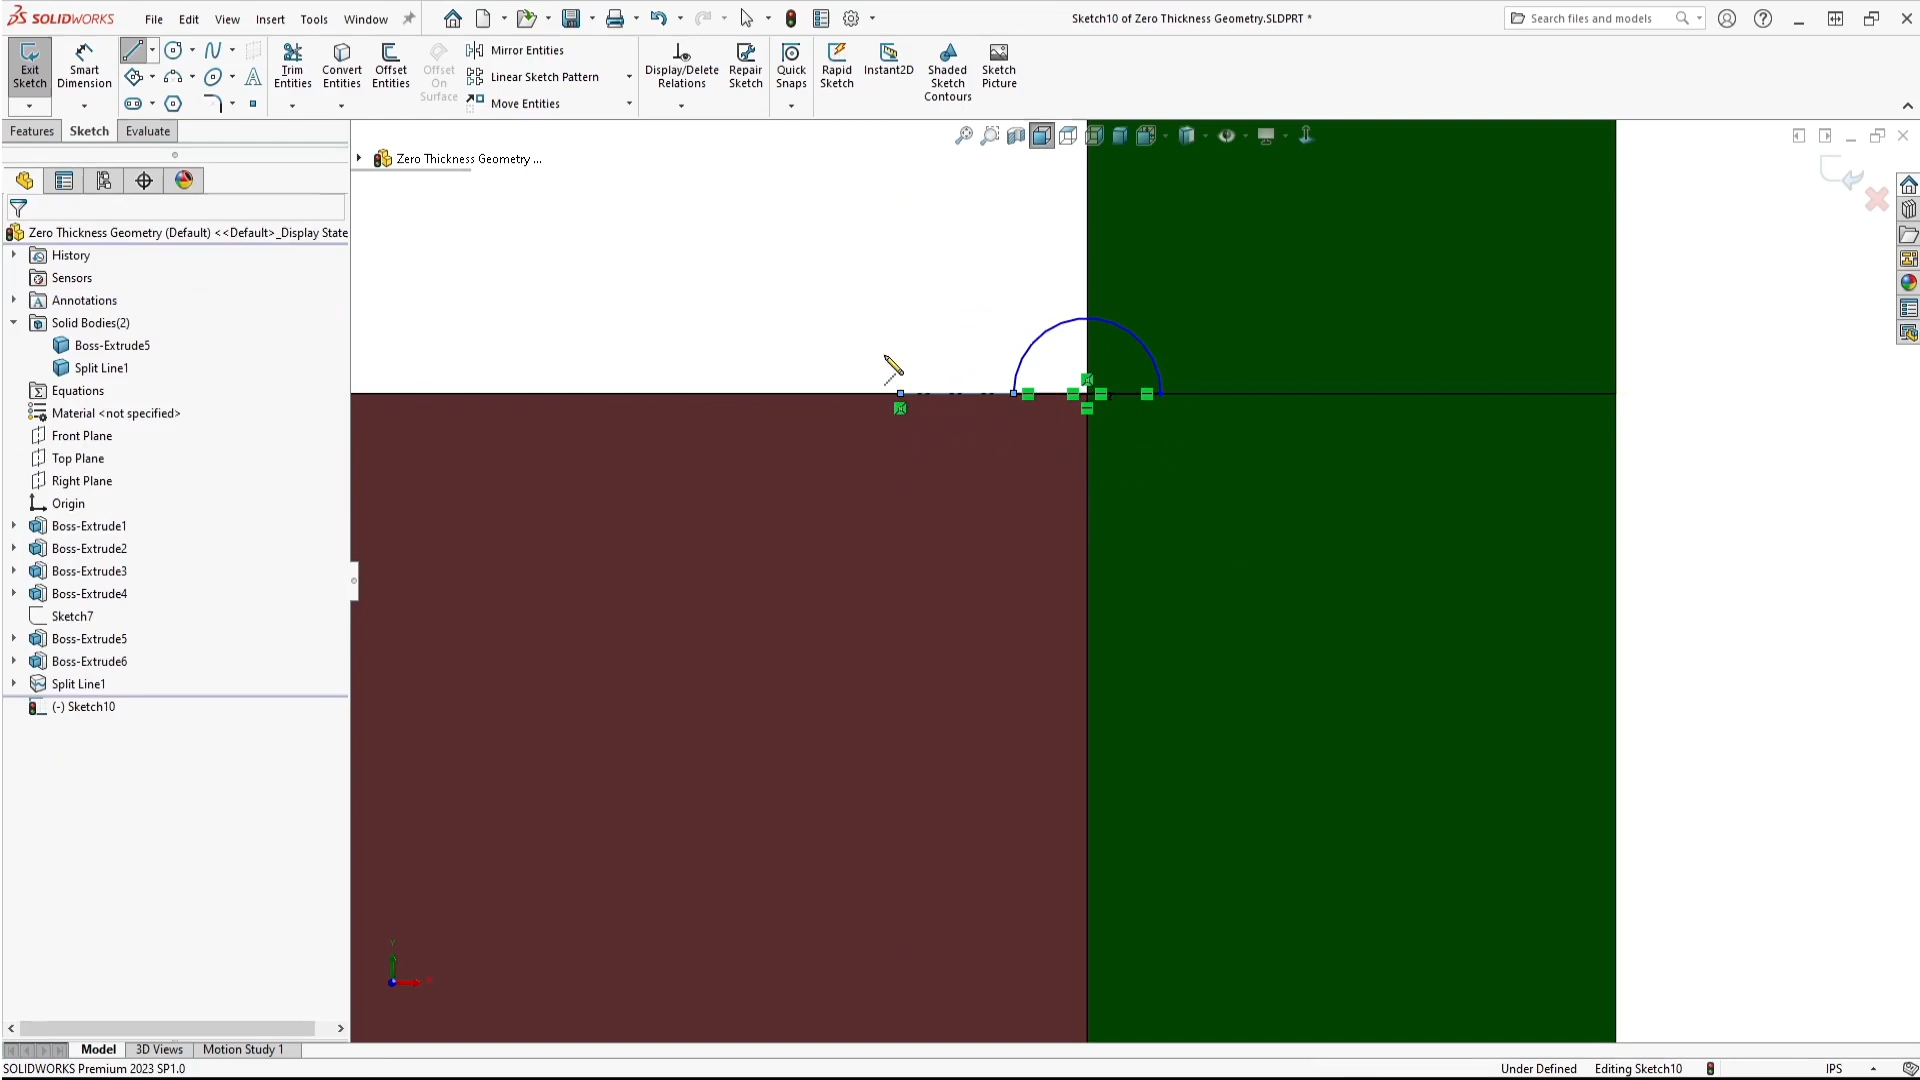 SOLIDWORKS File Edit View Insert Tools Window Sketch10 of Zero Thickness Geometry.SLDPRT * Search files and models
Exit Sketch Smart Dimension Trim Entities Convert Entities Offset Entities Offset On Surface Mirror Entities Linear Sketch Pattern Move Entities Display/Delete Relations Repair Sketch Quick Snaps Rapid Sketch Instant2D Shaded Sketch Contours Sketch Picture
Features Sketch Evaluate
Zero Thickness Geometry ...
Zero Thickness Geometry (Default) <<Default>_Display State
History
Sensors
Annotations
Solid Bodies(2)
Boss-Extrude5
Split Line1
Equations
Material <not specified>
Front Plane
Top Plane
Right Plane
Origin
Boss-Extrude1
Boss-Extrude2
Boss-Extrude3
Boss-Extrude4
Sketch7
Boss-Extrude5
Boss-Extrude6
Split Line1
(-) Sketch10
Y
Model 3D Views Motion Study 1
SOLIDWORKS Premium 2023 SP1.0 Under Defined Editing Sketch10 IPS